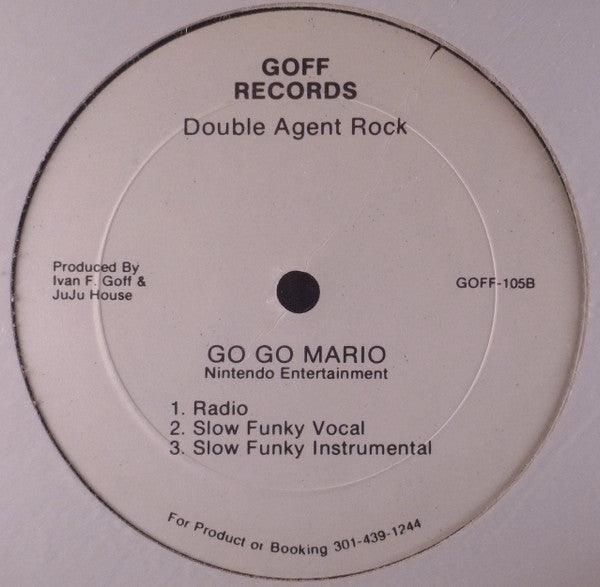 GOFF
RECORDS
Double Agent Rock
Produced By
Ivan F. Goff &
JuJu House
GOFF-105B
GO GO MARIO
Nintendo Entertainment
1. Radio
2. Slow Funky Vocal
3. Slow Funky Instrumental
For Product or Booking 301-439-1244